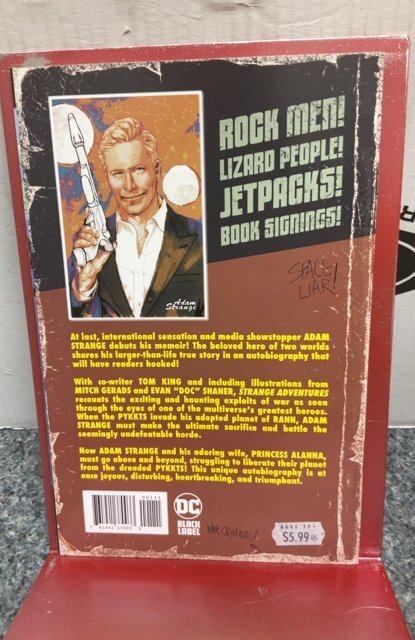 ROCK MEN!
LIZARD PEOPLE!
JETPACKS!
BOOK SIGNINGS!
SPACE
LIAR!
Adam
Strange
At last, international sensation and media showstopper ADAM
STRANGE debuts his memoir! The beloved hero of two worlds
shares his larger-than-life true story in an autobiography that
will have readers hooked!
With co-writer TOM KING and including illustrations from
MITCH GERADS and EVAN "DOC" SHANER, STRANGE ADVENTURES
recounts the exciting and haunting exploits of war as seen
through the eyes of one of the multiverse's greatest heroes.
When the PYKKTS invade his adopted planet of RANN, ADAM
STRANGE must make the ultimate sacrifice and battle the
seemingly undefeatable horde.
Now ADAM STRANGE and his adoring wife, PRINCESS ALANNA,
must go above and beyond, struggling to liberate their planet
from the dreaded PYKKTS! This unique autobiography is at
once joyous, disturbing, heartbreaking, and triumphant.
00111
7 61941 37003 3
DC
BLACK
LABEL
WAR CRIMINAL!
AGES 17+
$5.99 US